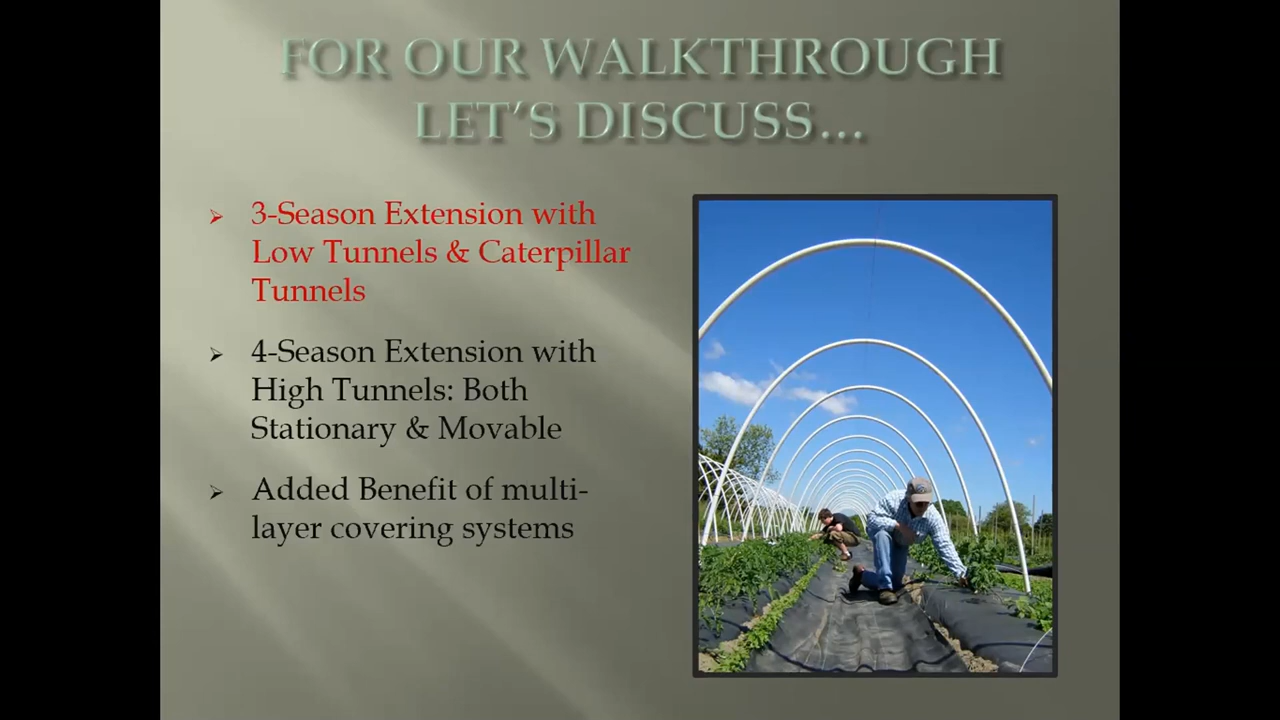 FOR OUR WALKTHROUGH
LET'S DISCUSS…
3-Season Extension with
Low Tunnels & Caterpillar
Tunnels
4-Season Extension with
High Tunnels: Both
Stationary & Movable
Added Benefit of multi-
layer covering systems